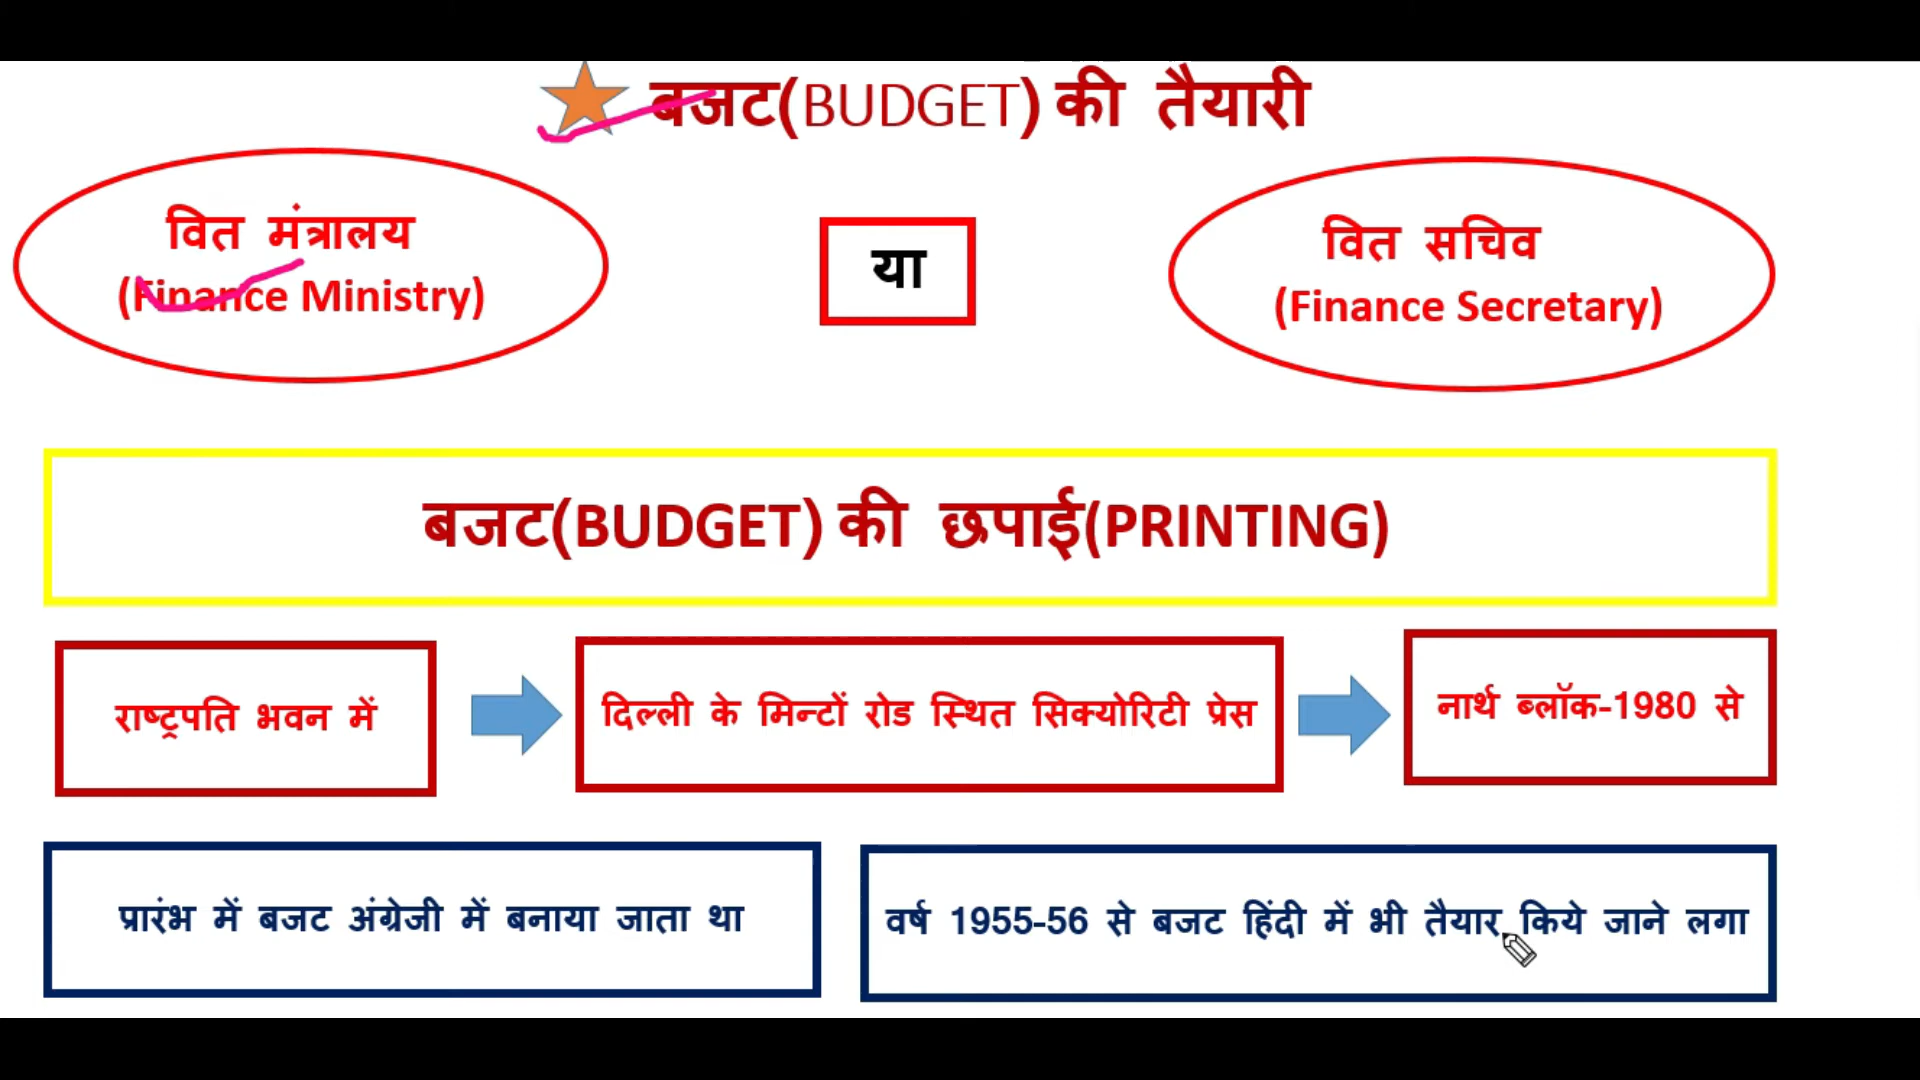 बजट(BUDGET) की तैयारी
वित मंत्रालय
(Finance Ministry)
या
वित सचिव
(Finance Secretary)
बजट(BUDGET) की छपाई(PRINTING)
राष्ट्रपति भवन में
दिल्ली के मिन्टों रोड स्थित सिक्योरिटी प्रेस
नार्थ ब्लॉक-1980 से
प्रारंभ में बजट अंग्रेजी में बनाया जाता था
वर्ष 1955-56 से बजट हिंदी में भी तैयार किये जाने लगा